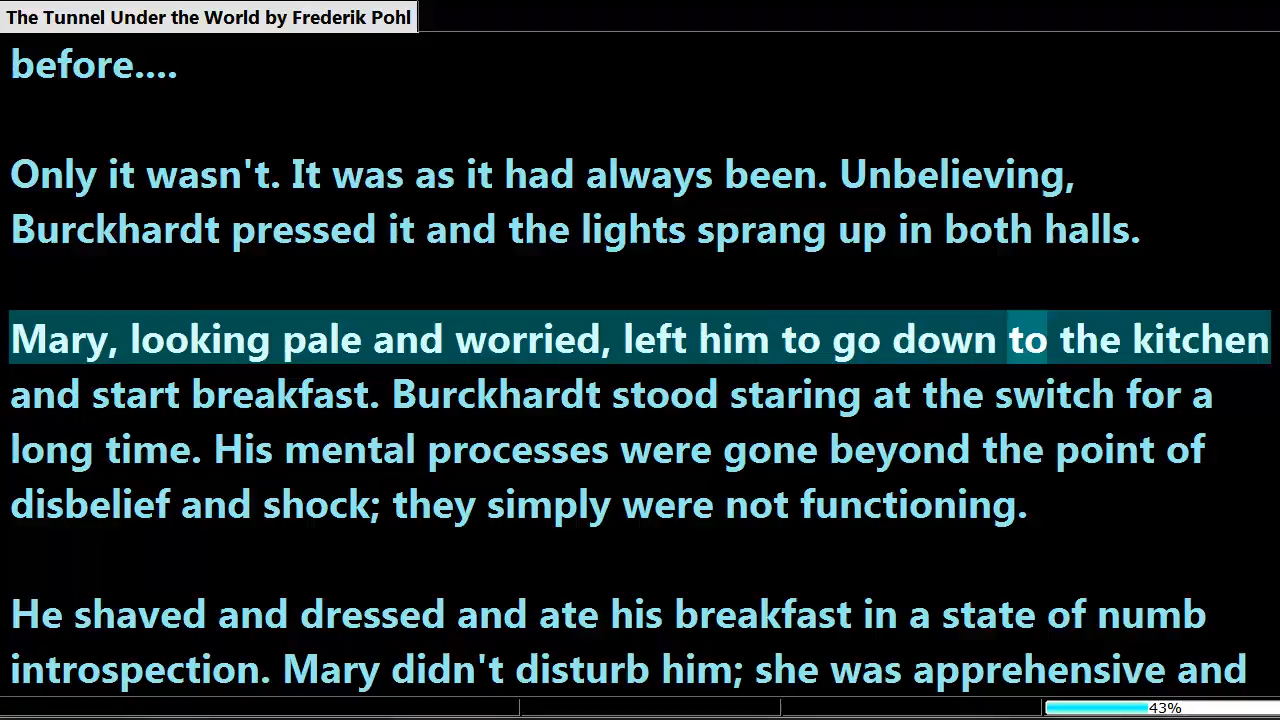 The Tunnel Under the World by Frederik Pohl
before....
Only it wasn't. It was as it had always been. Unbelieving,
Burckhardt pressed it and the lights sprang up in both halls.
Mary, looking pale and worried, left him to go down to the kitchen
and start breakfast. Burckhardt stood staring at the switch for a
long time. His mental processes were gone beyond the point of
disbelief and shock; they simply were not functioning.
He shaved and dressed and ate his breakfast in a state of numb
introspection. Mary didn't disturb him; she was apprehensive and
43%